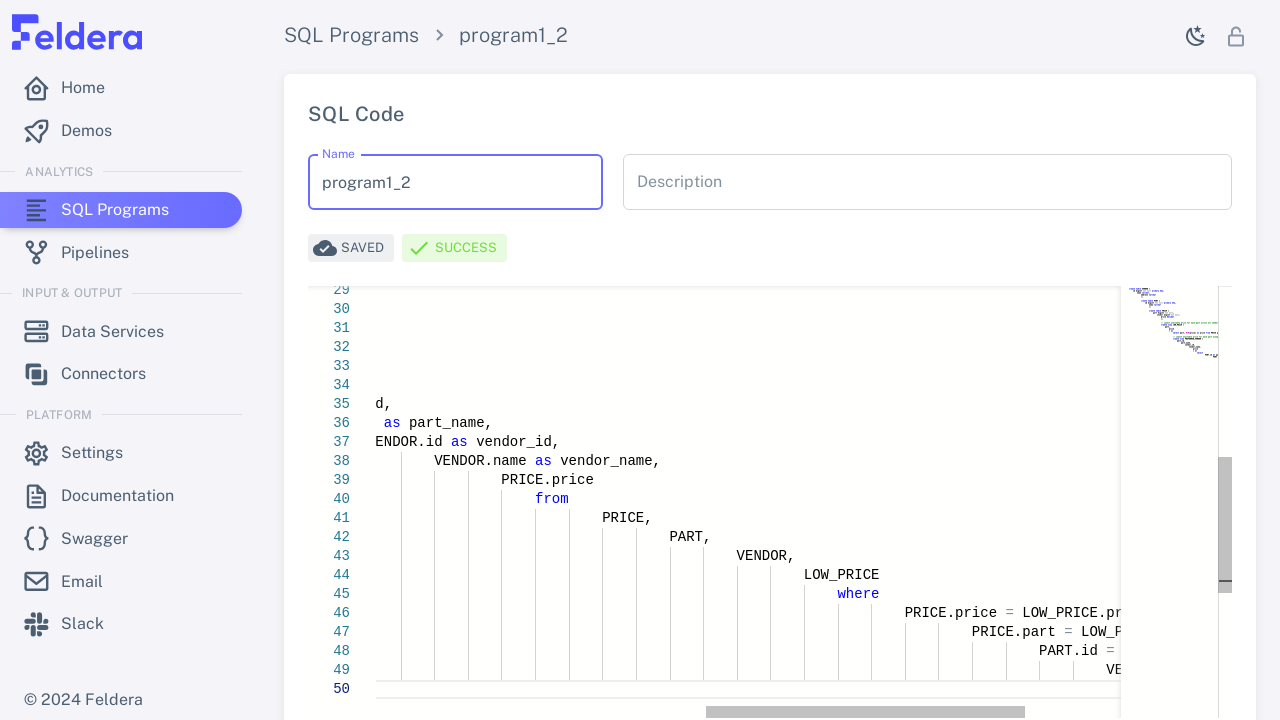 Feldera
SQL Programs > program1_2
Home
Demos
ANALYTICS
SQL Programs
Pipelines
INPUT & OUTPUT
Data Services
Connectors
PLATFORM
Settings
Documentation
Swagger
Email
Slack
© 2024 Feldera
SQL Code
Name
program1_2
Description
SAVED
SUCCESS
29
30
31
32
33
34
35 d,
36 as part_name,
37 ENDOR.id as vendor_id,
38 VENDOR.name as vendor_name,
39 PRICE.price
40 from
41 PRICE,
42 PART,
43 VENDOR,
44 LOW_PRICE
45 where
46 PRICE.price = LOW_PRICE.pr
47 PRICE.part = LOW_P
48 PART.id =
49 VE
50